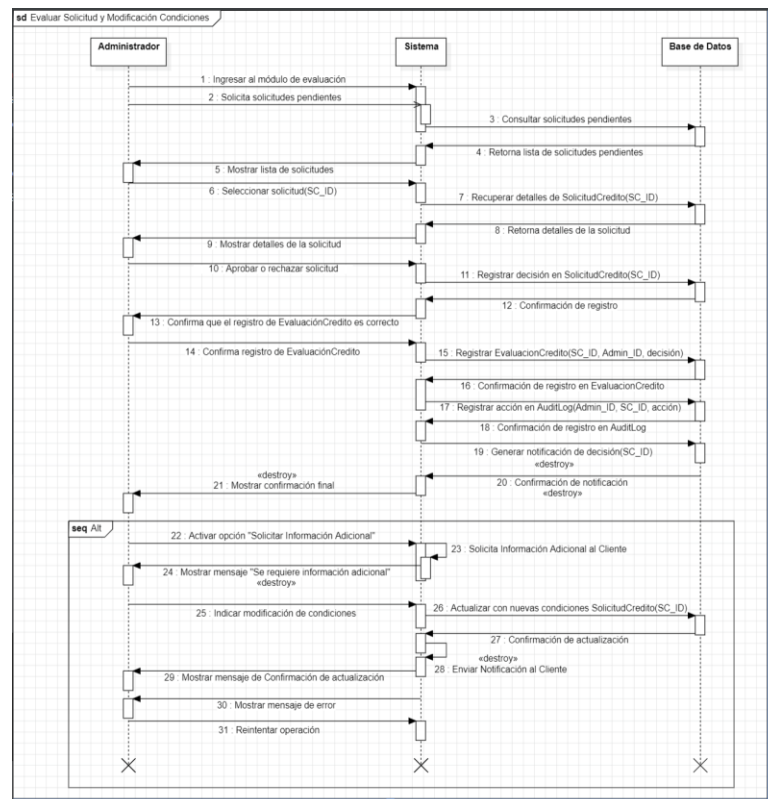 sd Evaluar Solicitud y Modificación Condiciones
Administrador
Sistema
Base de Datos
1 : Ingresar al módulo de evaluación
2 : Solicita solicitudes pendientes
3 : Consultar solicitudes pendientes
4 : Retorna lista de solicitudes pendientes
5 : Mostrar lista de solicitudes
6 : Seleccionar solicitud(SC_ID)
7 : Recuperar detalles de SolicitudCredito(SC_ID)
8 : Retorna detalles de la solicitud
9 : Mostrar detalles de la solicitud
10 : Aprobar o rechazar solicitud
11 : Registrar decisión en SolicitudCredito(SC_ID)
12 : Confirmación de registro
13 : Confirma que el registro de EvaluaciónCredito es correcto
14 : Confirma registro de EvaluaciónCredito
15 : Registrar EvaluacionCredito(SC_ID, Admin_ID, decisión)
16 : Confirmación de registro en EvaluacionCredito
17 : Registrar acción en AuditLog(Admin_ID, SC_ID, acción)
18 : Confirmación de registro en AuditLog
19 : Generar notificación de decisión(SC_ID)
«destroy»
20 : Confirmación de notificación
«destroy»
«destroy»
21 : Mostrar confirmación final
seq Alt
22 : Activar opción "Solicitar Información Adicional"
23 : Solicita Información Adicional al Cliente
24 : Mostrar mensaje "Se requiere información adicional"
«destroy»
25 : Indicar modificación de condiciones
26 : Actualizar con nuevas condiciones SolicitudCredito(SC_ID)
27 : Confirmación de actualización
«destroy»
28 : Enviar Notificación al Cliente
29 : Mostrar mensaje de Confirmación de actualización
30 : Mostrar mensaje de error
31 : Reintentar operación